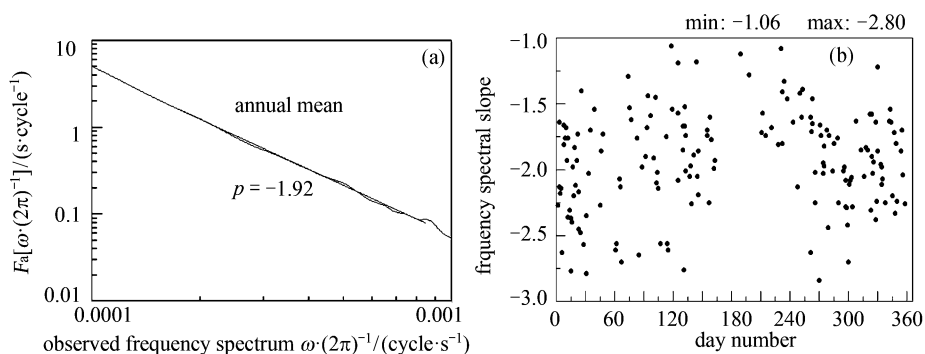 min: −1.06 max: −2.80
10
1
0.1
0.01
0.0001
0.001
(a)
annual mean
p = −1.92
Fa[ω·(2π)⁻¹]/(s·cycle⁻¹)
observed frequency spectrum ω·(2π)⁻¹/(cycle·s⁻¹)
−1.0
−1.5
−2.0
−2.5
−3.0
(b)
frquency spectral slope
0 60 120 180 240 300 360
day number